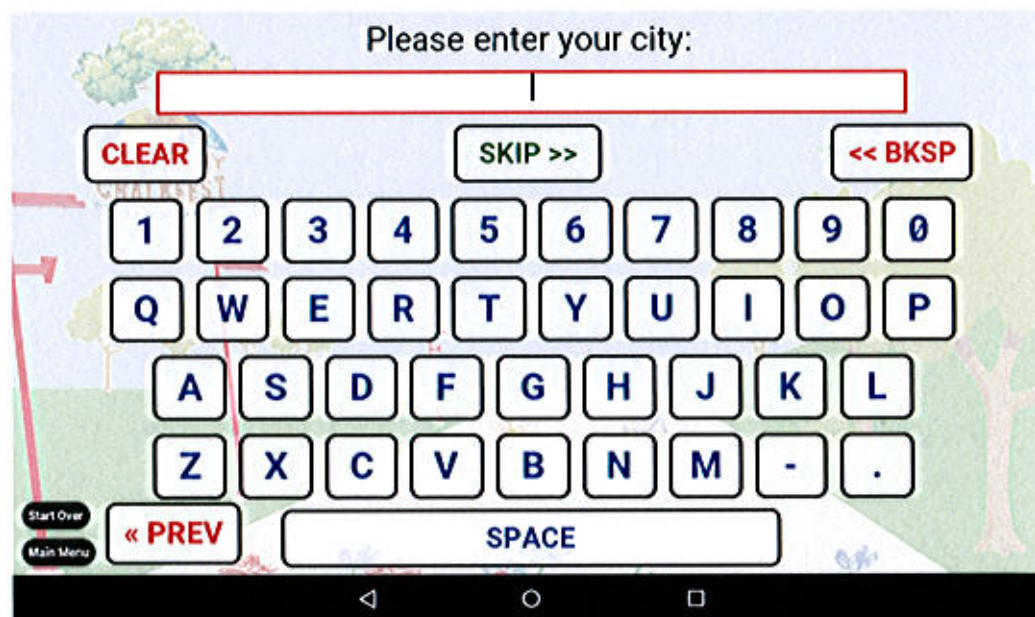 Please enter your city:
CLEAR SKIP >> << BKSP
CHALKFEST
1 2 3 4 5 6 7 8 9 0
Q W E R T Y U I O P
A S D F G H J K L
Z X C V B N M - .
Start Over
« PREV SPACE
Main Menu